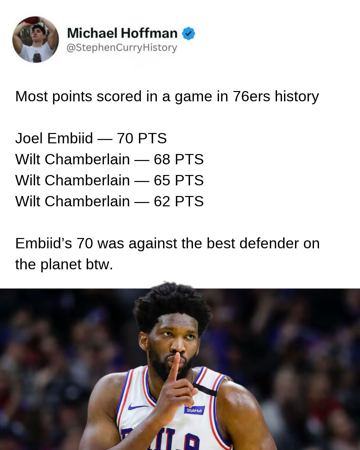 Michael Hoffman
@StephenCurryHistory
Most points scored in a game in 76ers history
Joel Embiid — 70 PTS
Wilt Chamberlain — 68 PTS
Wilt Chamberlain — 65 PTS
Wilt Chamberlain — 62 PTS
Embiid's 70 was against the best defender on
the planet btw.
StubHub
PHILA